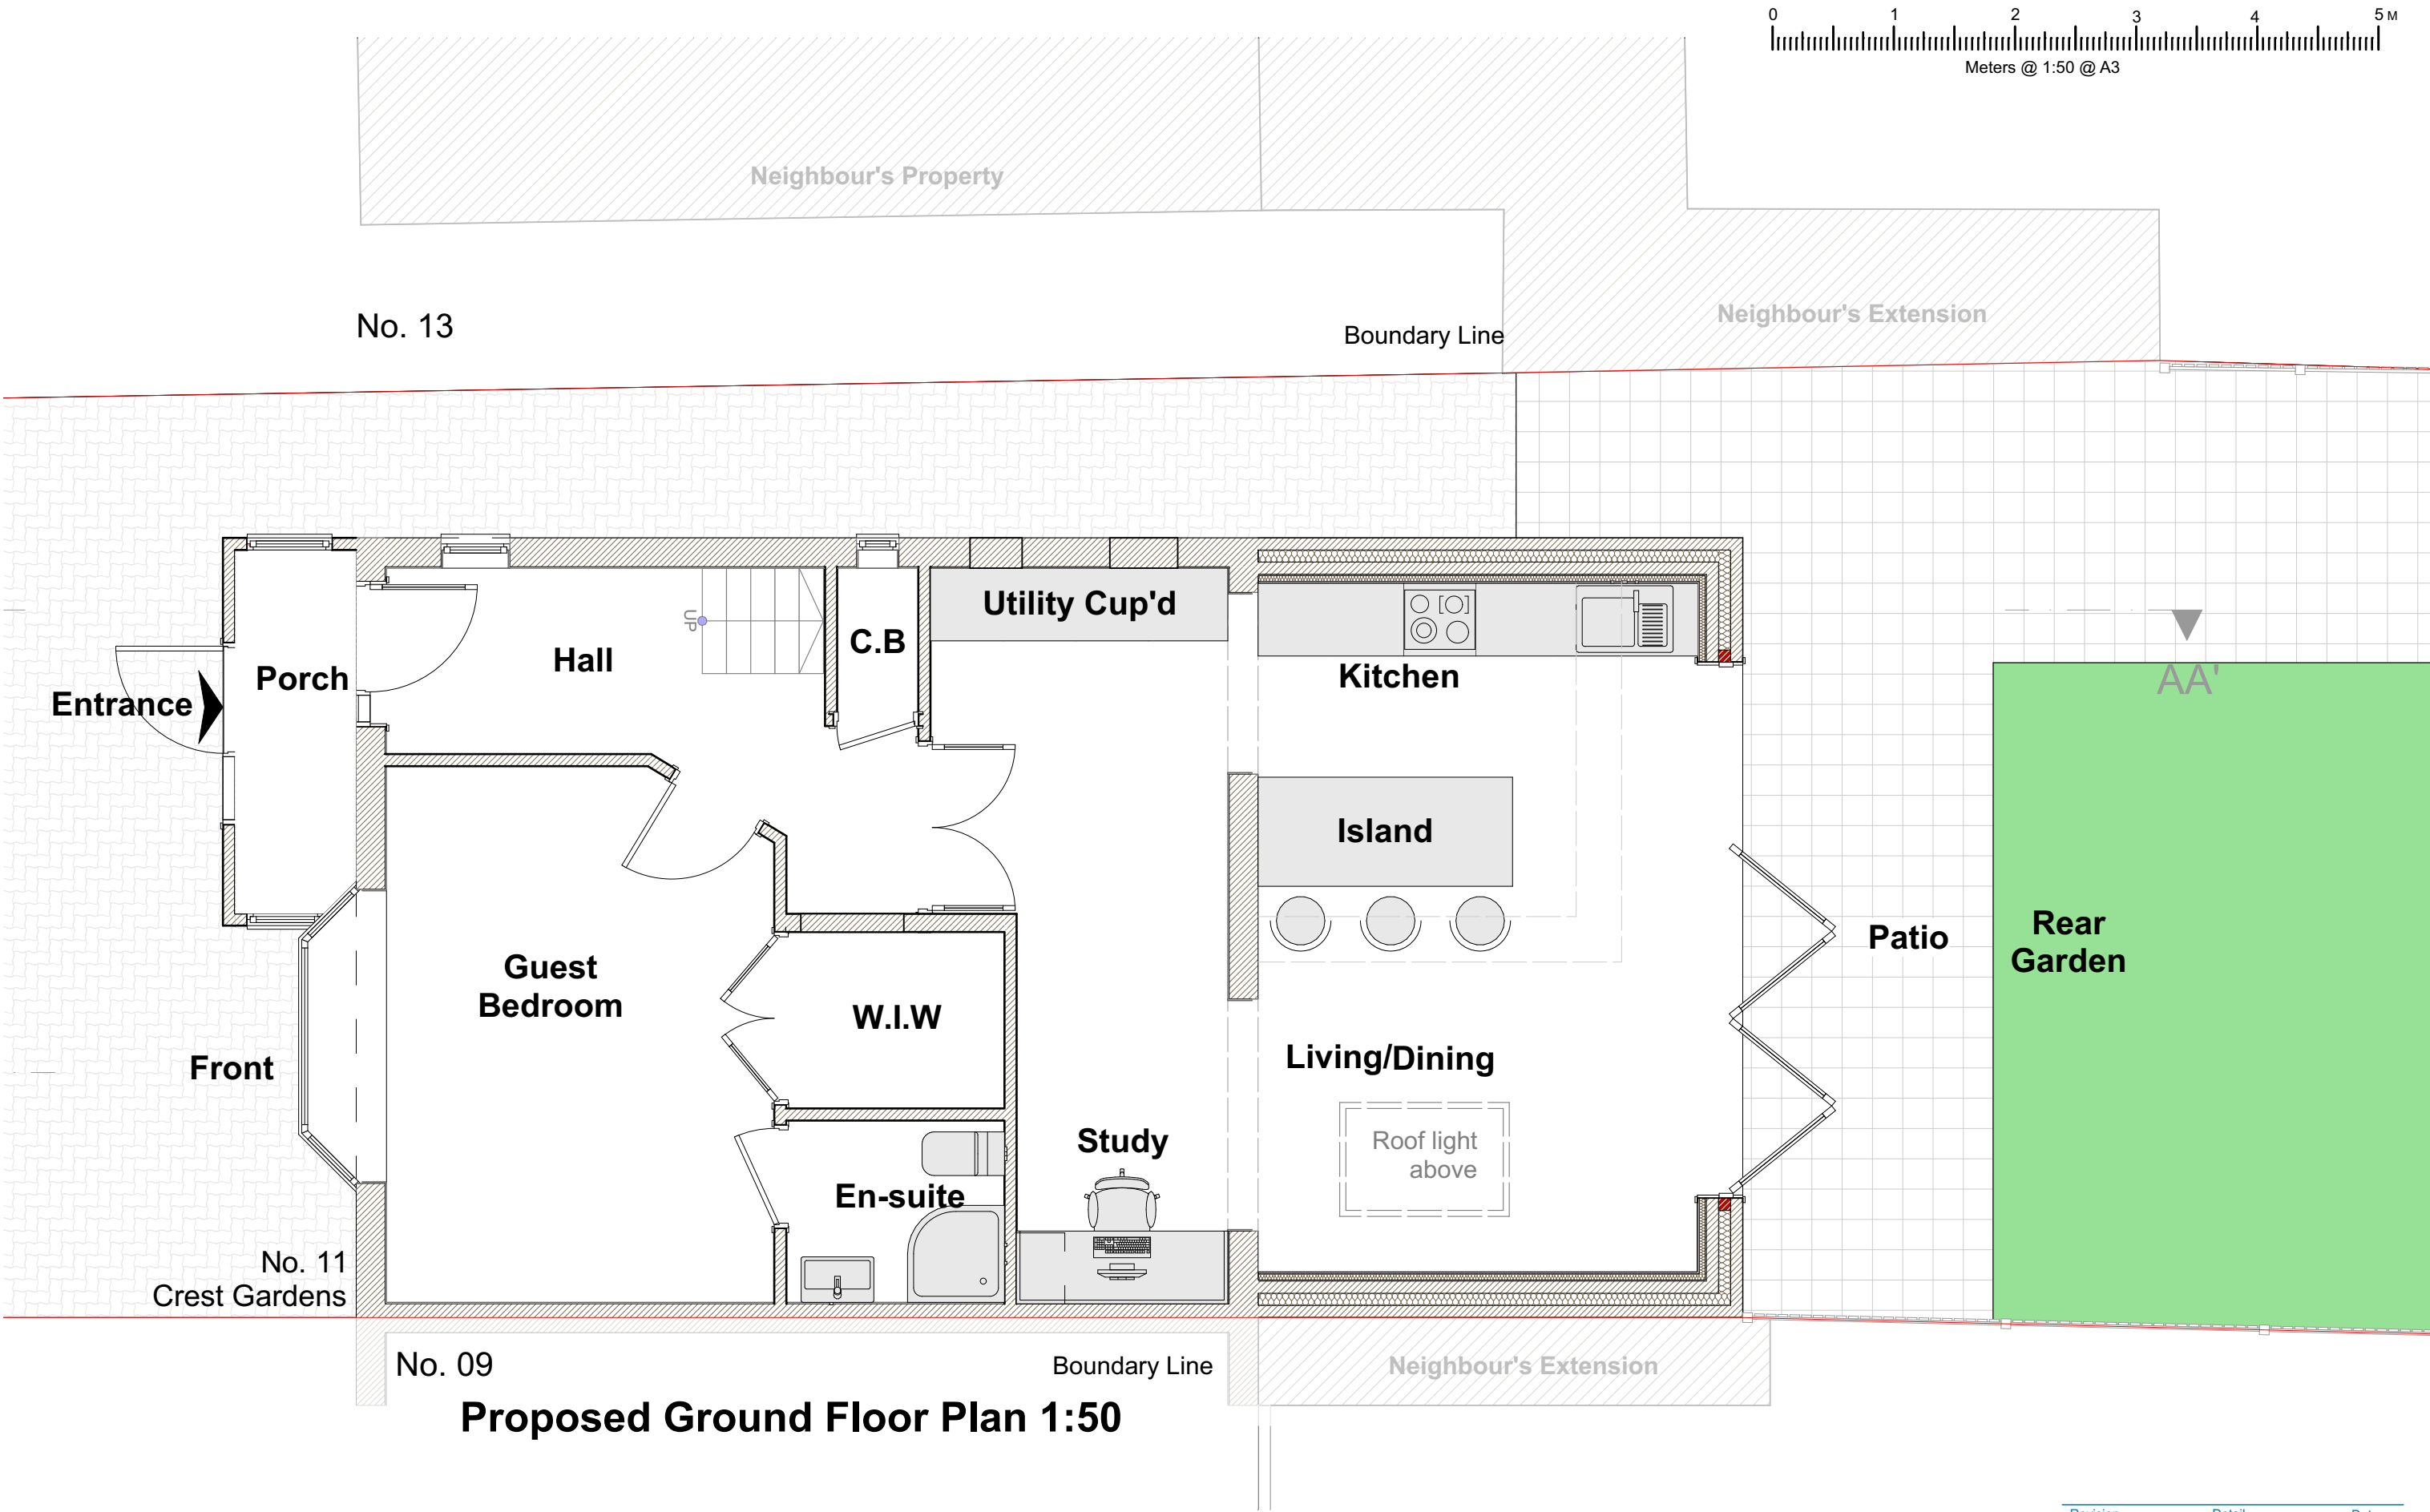 0 1 2 3 4 5 M
Meters @ 1:50 @ A3
Neighbour's Property
Neighbour's Extension
No. 13
Boundary Line
Utility Cup'd
C.B
UP
Hall
Porch
Entrance
Kitchen
AA'
Island
Patio
Rear
Garden
Guest
Bedroom
W.I.W
Front
Living/Dining
Study
Roof light
above
En-suite
No. 11
Crest Gardens
No. 09
Boundary Line
Neighbour's Extension
Proposed Ground Floor Plan 1:50